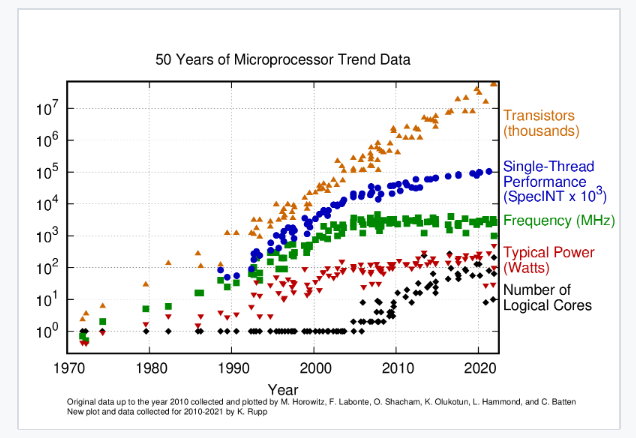 50 Years of Microprocessor Trend Data
10^7
10^6
10^5
10^4
10^3
10^2
10^1
10^0
Transistors
(thousands)
Single-Thread
Performance
(SpecINT x 10^3)
Frequency (MHz)
Typical Power
(Watts)
Number of
Logical Cores
1970 1980 1990 2000 2010 2020
Year
Original data up to the year 2010 collected and plotted by M. Horowitz, F. Labonte, O. Shacham, K. Olukotun, L. Hammond, and C. Batten
New plot and data collected for 2010-2021 by K. Rupp